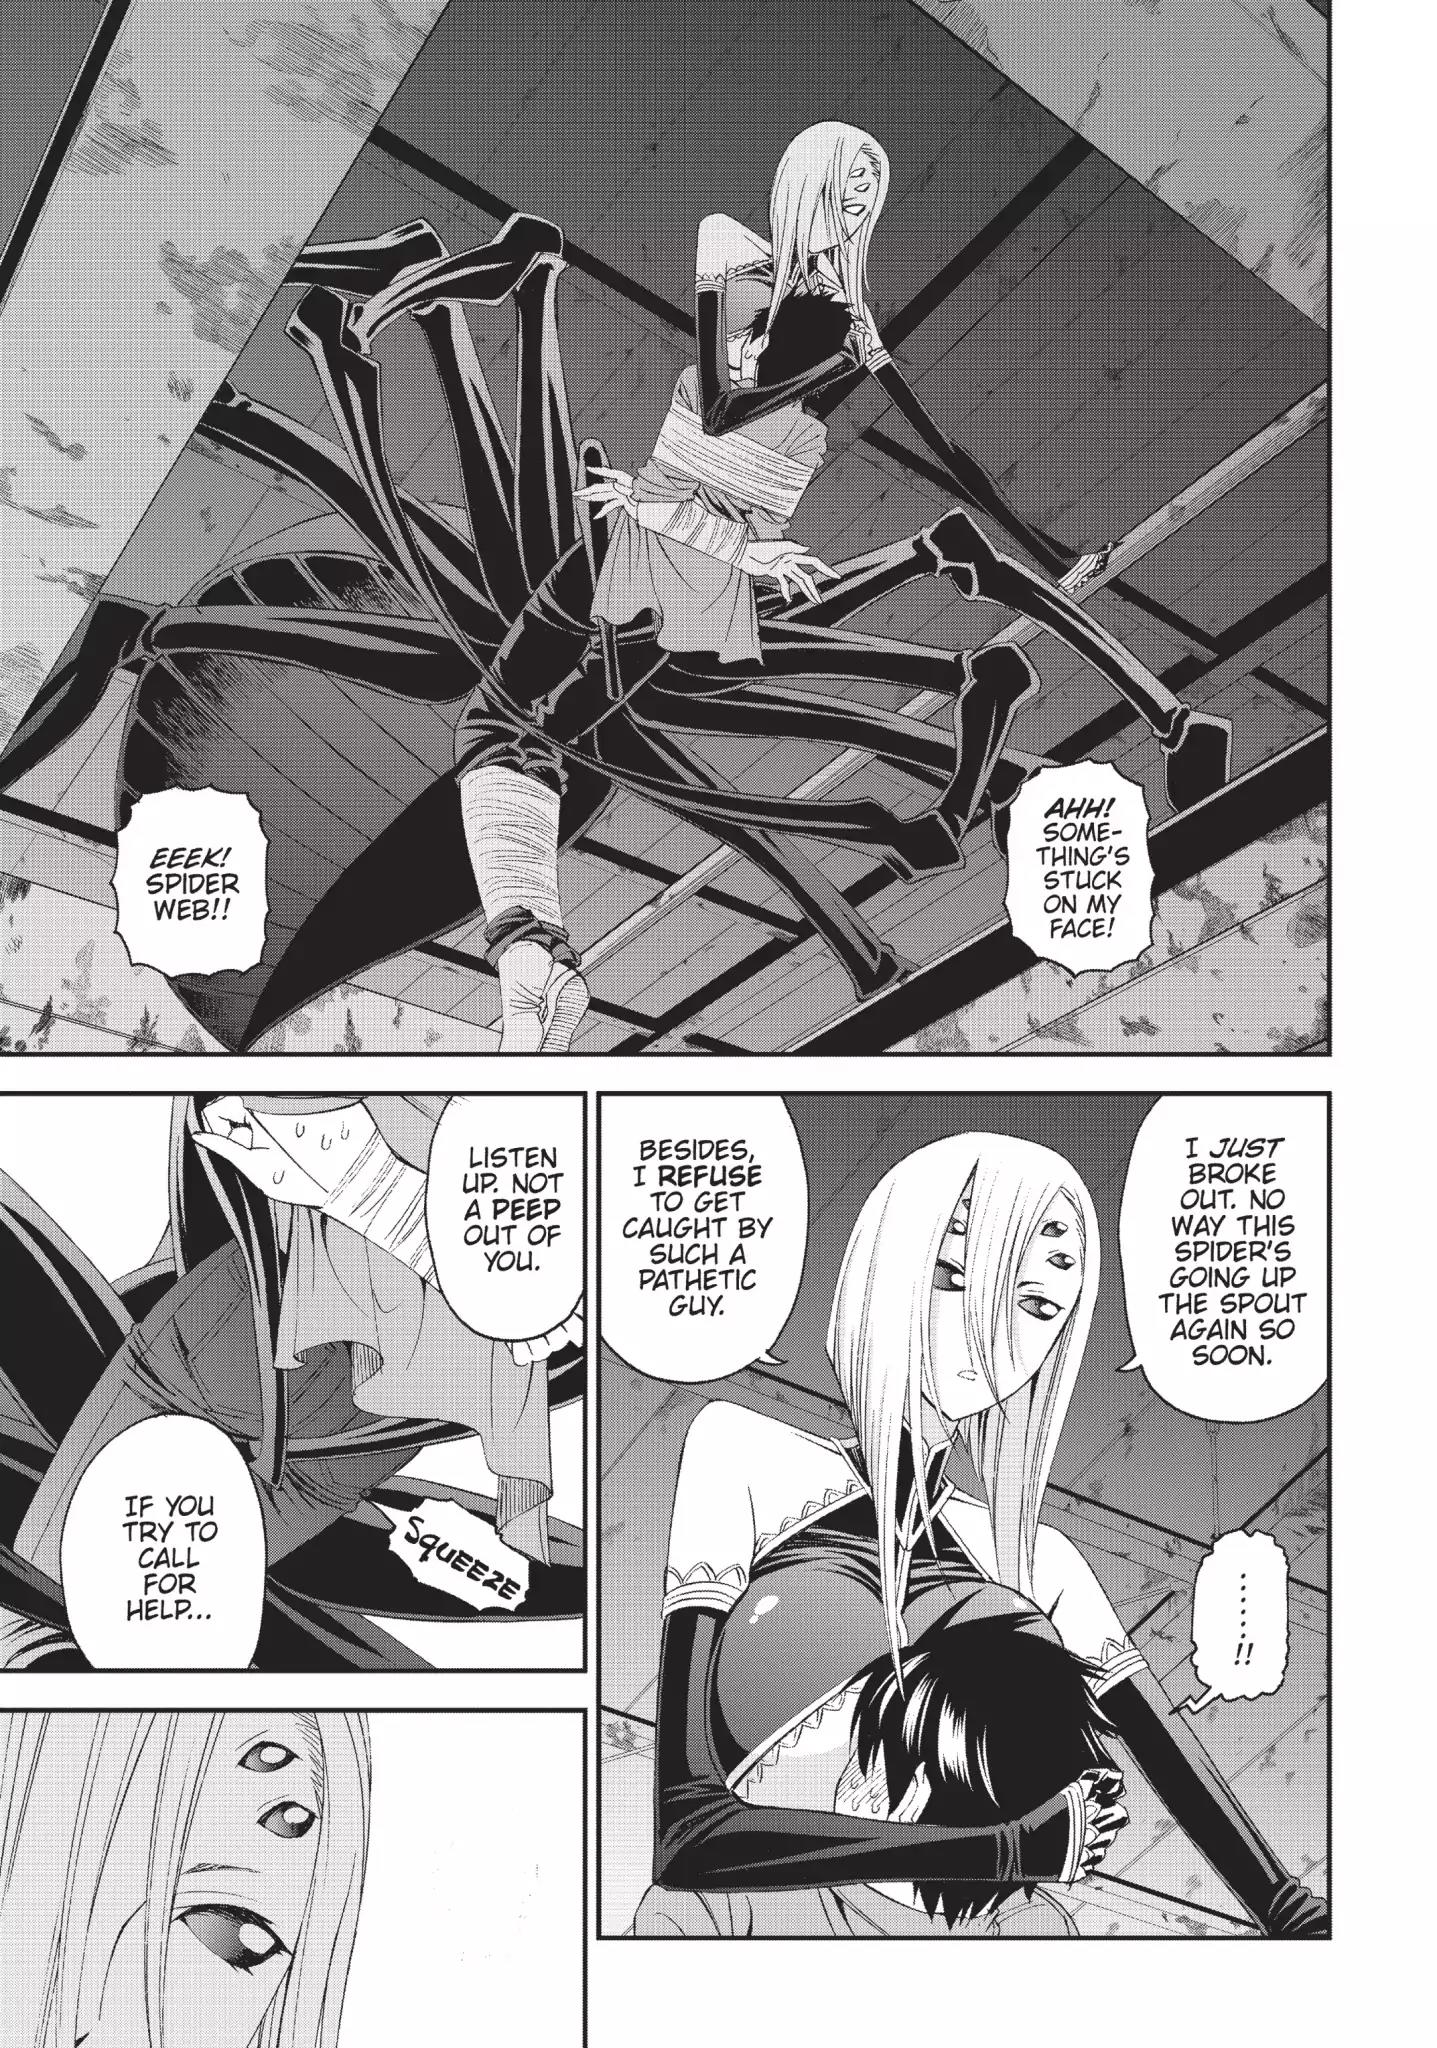 AHH!
SOME-
THING'S
STUCK
ON MY
FACE!
EEEK!
SPIDER
WEB!!
I JUST
BROKE
OUT. NO
WAY THIS
SPIDER'S
GOING UP
THE SPOUT
AGAIN SO
SOON.
BESIDES,
I REFUSE
TO GET
CAUGHT BY
SUCH A
PATHETIC
GUY.
.......!!
LISTEN
UP. NOT
A PEEP
OUT OF
YOU.
SQUEEZE
IF YOU
TRY TO
CALL
FOR
HELP...